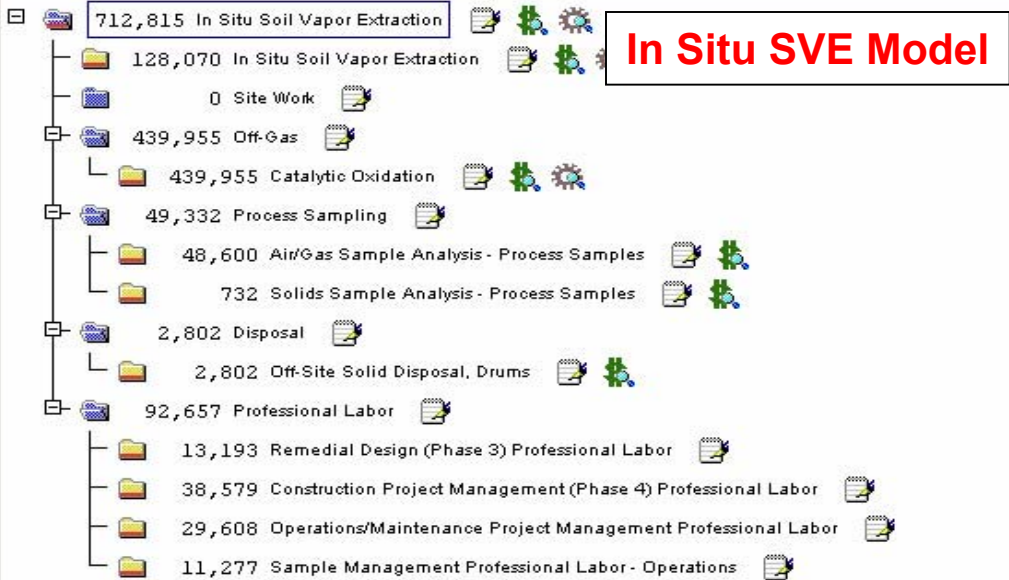 712,815 In Situ Soil Vapor Extraction
In Situ SVE Model
128,070 In Situ Soil Vapor Extraction
0 Site Work
439,955 Off-Gas
439,955 Catalytic Oxidation
49,332 Process Sampling
48,600 Air/Gas Sample Analysis - Process Samples
732 Solids Sample Analysis - Process Samples
2,802 Disposal
2,802 Off-Site Solid Disposal, Drums
92,657 Professional Labor
13,193 Remedial Design (Phase 3) Professional Labor
38,579 Construction Project Management (Phase 4) Professional Labor
29,608 Operations/Maintenance Project Management Professional Labor
11,277 Sample Management Professional Labor - Operations